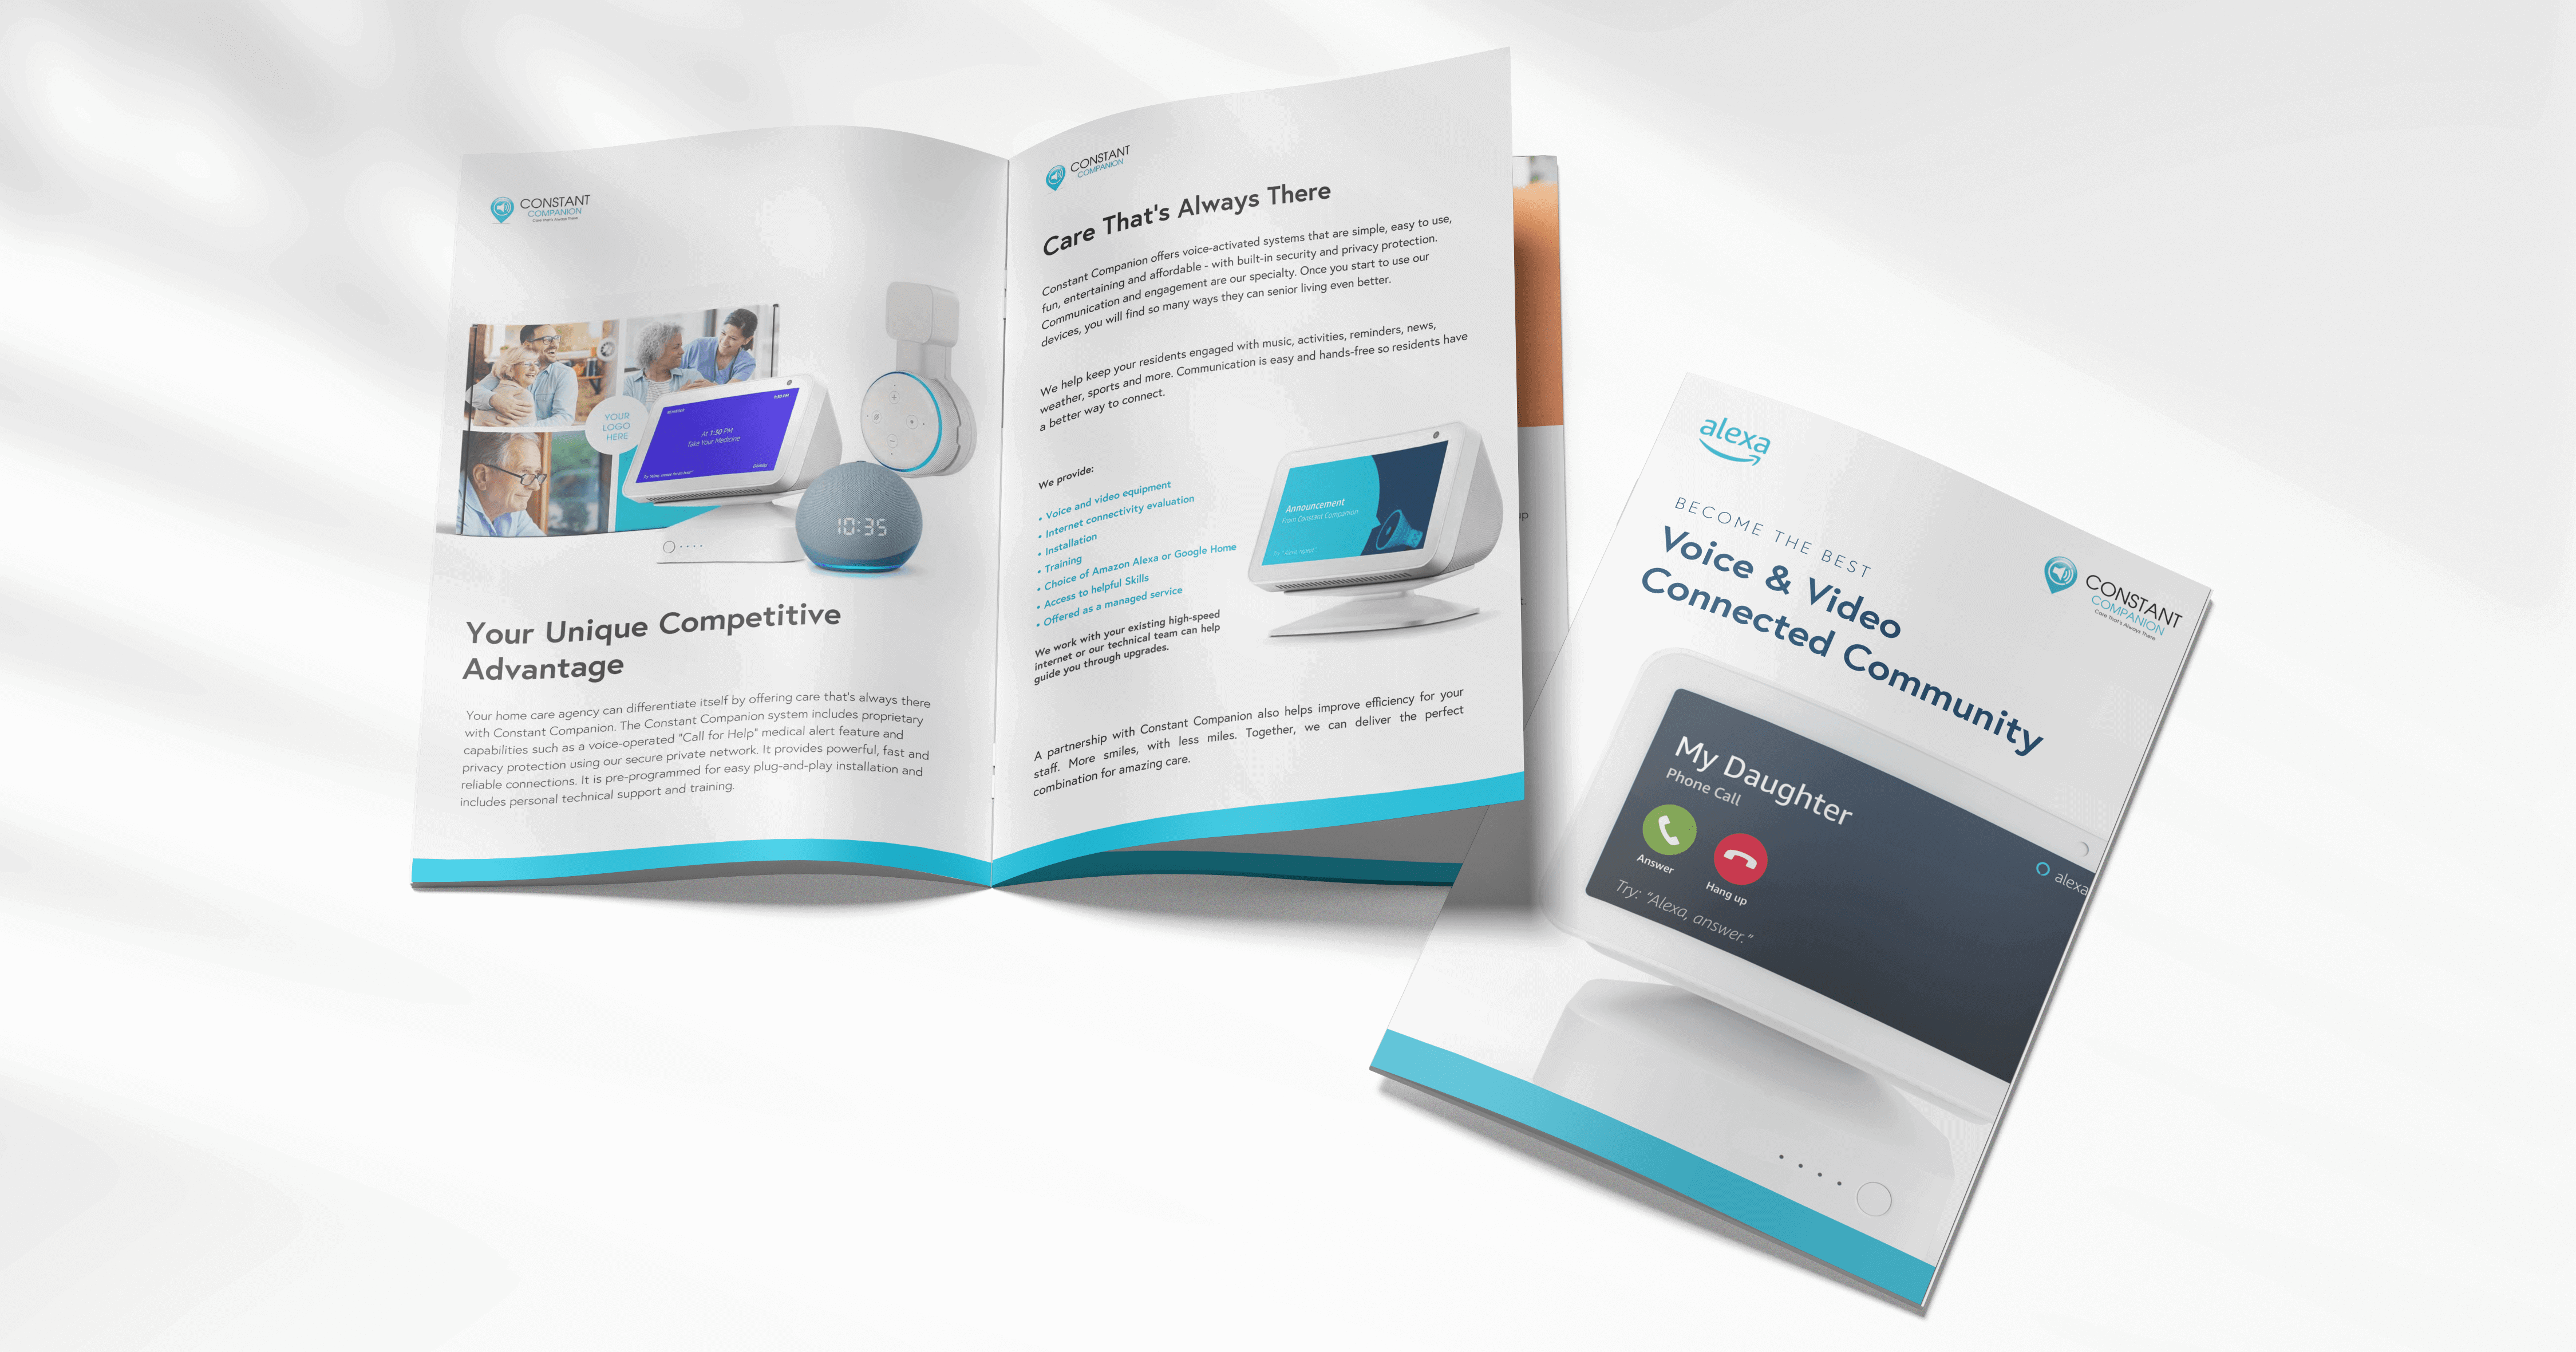 CONSTANT
COMPANION
Care That's Always There
YOUR
LOGO
HERE
1:30 PM
At 1:30 PM
Take Your Medicine
10:35
Your Unique Competitive
Advantage
Your home care agency can differentiate itself by offering care that's always there
with Constant Companion. The Constant Companion system includes proprietary
capabilities such as a voice-operated "Call for Help" medical alert feature and
privacy protection using our secure private network. It provides powerful, fast and
reliable connections. It is pre-programmed for easy plug-and-play installation and
includes personal technical support and training.
CONSTANT
COMPANION
Care That's Always There
Constant Companion offers voice-activated systems that are simple, easy to use,
fun, entertaining and affordable - with built-in security and privacy protection.
Communication and engagement are our specialty. Once you start to use our
devices, you will find so many ways they can senior living even better.
We help keep your residents engaged with music, activities, reminders, news,
weather, sports and more. Communication is easy and hands-free so residents have
a better way to connect.
We provide:
• Voice and video equipment
• Internet connectivity evaluation
• Installation
• Training
• Choice of Amazon Alexa or Google Home
• Access to helpful Skills
• Offered as a managed service
We work with your existing high-speed
internet or our technical team can help
guide you through upgrades.
Announcement
From Constant Companion
A partnership with Constant Companion also helps improve efficiency for your
staff. More smiles, with less miles. Together, we can deliver the perfect
combination for amazing care.
alexa
BECOME THE BEST
Voice & Video
Connected Community
CONSTANT
COMPANION
Care That's Always There
My Daughter
Phone Call
Answer
Hang up
Try: "Alexa, answer."
alexa